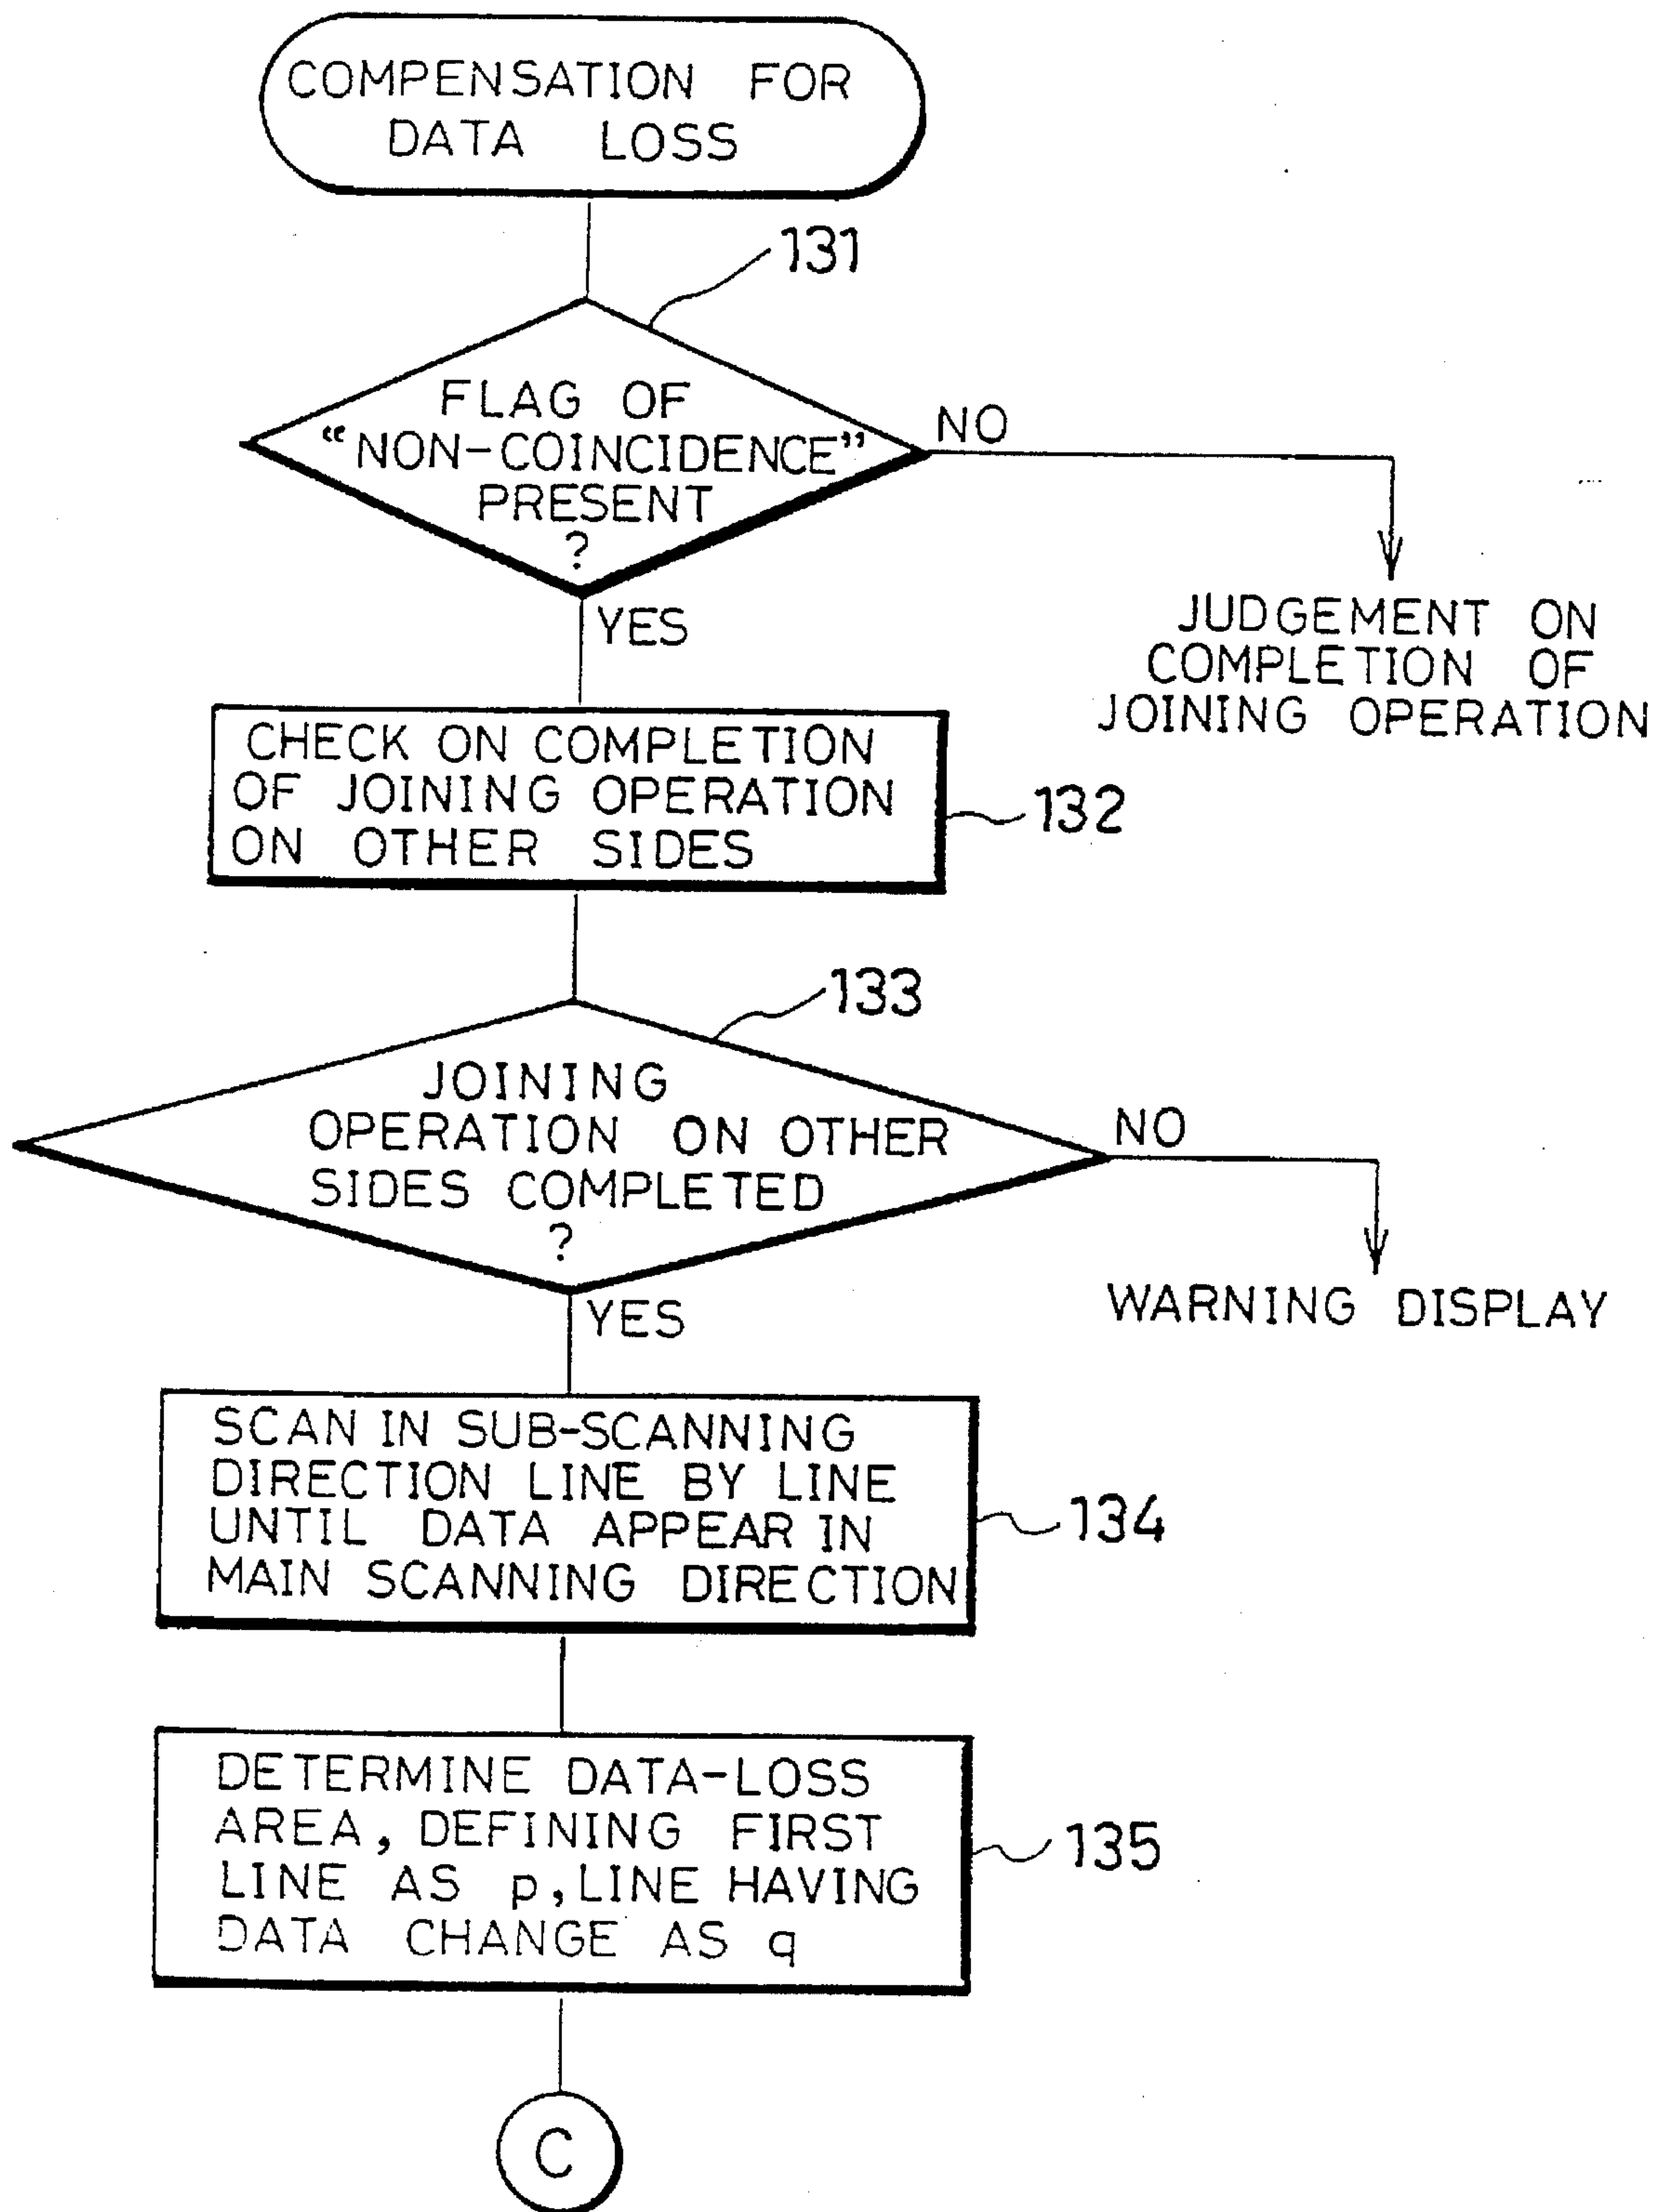 COMPENSATION FOR
DATA LOSS
131
FLAG OF
“NON-COINCIDENCE”
PRESENT
?
NO
YES
JUDGEMENT ON
COMPLETION OF
JOINING OPERATION
CHECK ON COMPLETION
OF JOINING OPERATION
ON OTHER SIDES
132
133
JOINING
OPERATION ON OTHER
SIDES COMPLETED
?
NO
YES
WARNING DISPLAY
SCAN IN SUB-SCANNING
DIRECTION LINE BY LINE
UNTIL DATA APPEAR IN
MAIN SCANNING DIRECTION
134
DETERMINE DATA-LOSS
AREA, DEFINING FIRST
LINE AS p, LINE HAVING
DATA CHANGE AS q
135
C